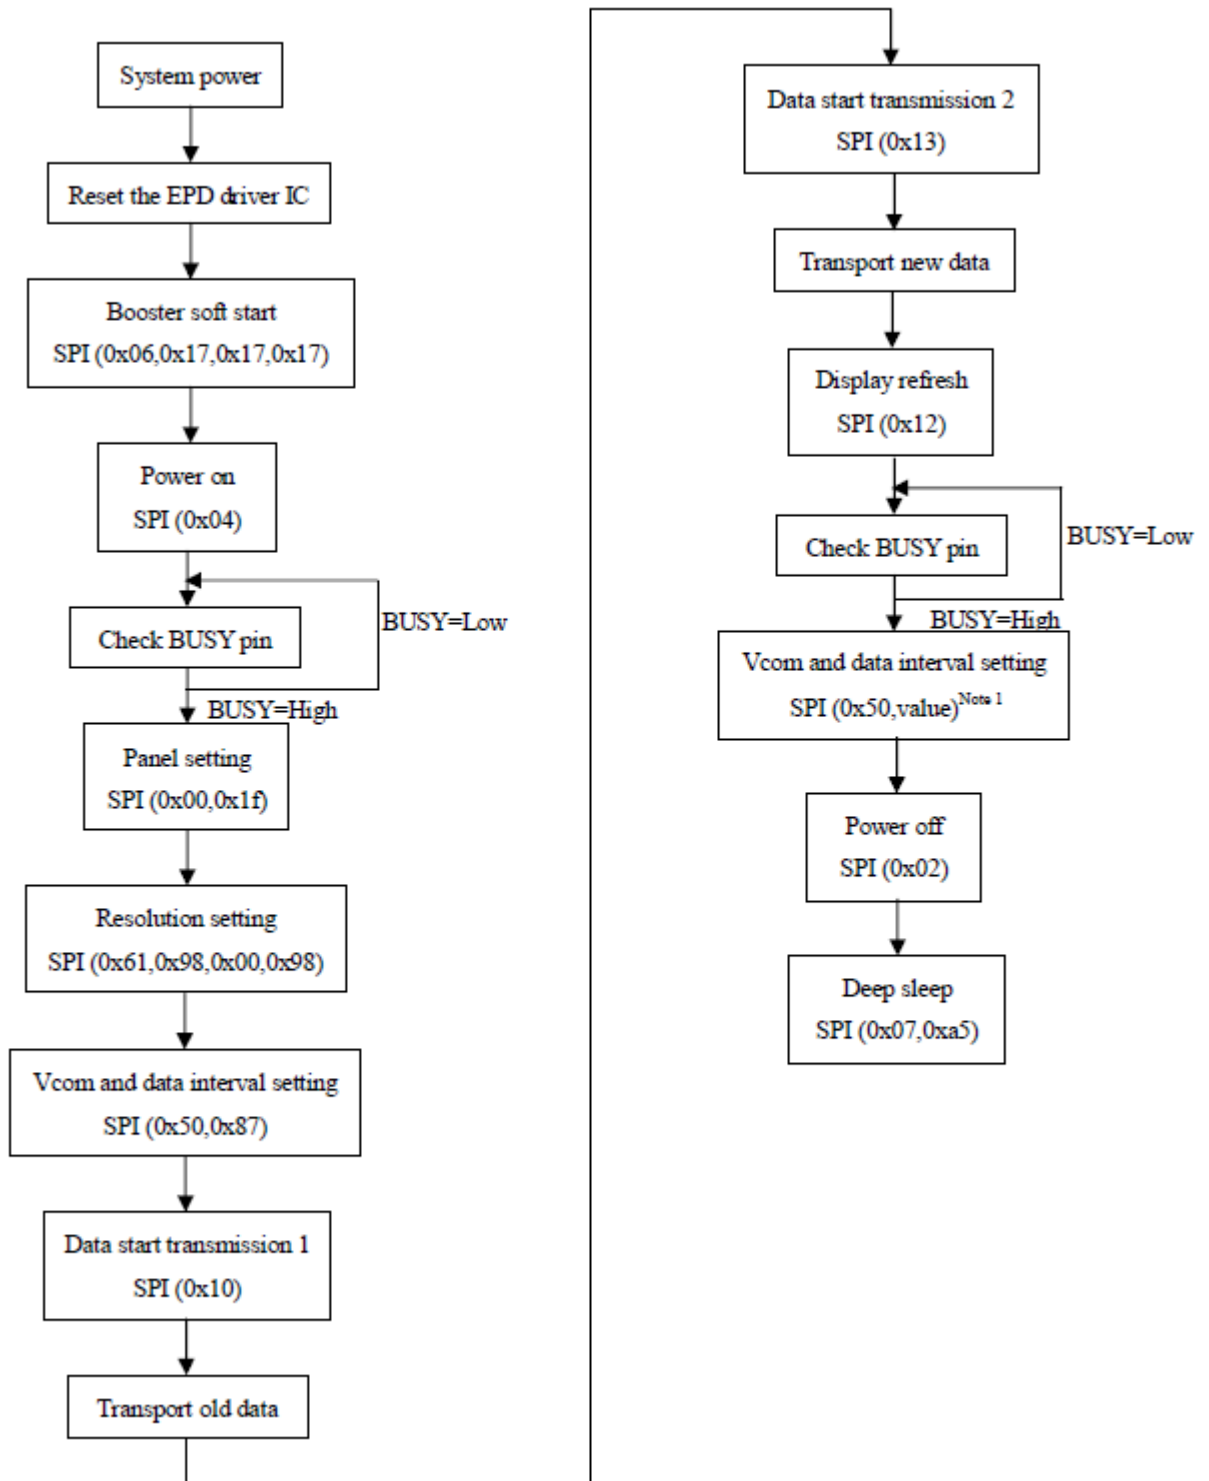 System power
Reset the EPD driver IC
Booster soft start
SPI (0x06,0x17,0x17,0x17)
Power on
SPI (0x04)
BUSY=Low
Check BUSY pin
BUSY=High
Panel setting
SPI (0x00,0x1f)
Resolution setting
SPI (0x61,0x98,0x00,0x98)
Vcom and data interval setting
SPI (0x50,0x87)
Data start transmission 1
SPI (0x10)
Transport old data
Data start transmission 2
SPI (0x13)
Transport new data
Display refresh
SPI (0x12)
BUSY=Low
Check BUSY pin
BUSY=High
Vcom and data interval setting
SPI (0x50,value)Note 1
Power off
SPI (0x02)
Deep sleep
SPI (0x07,0xa5)